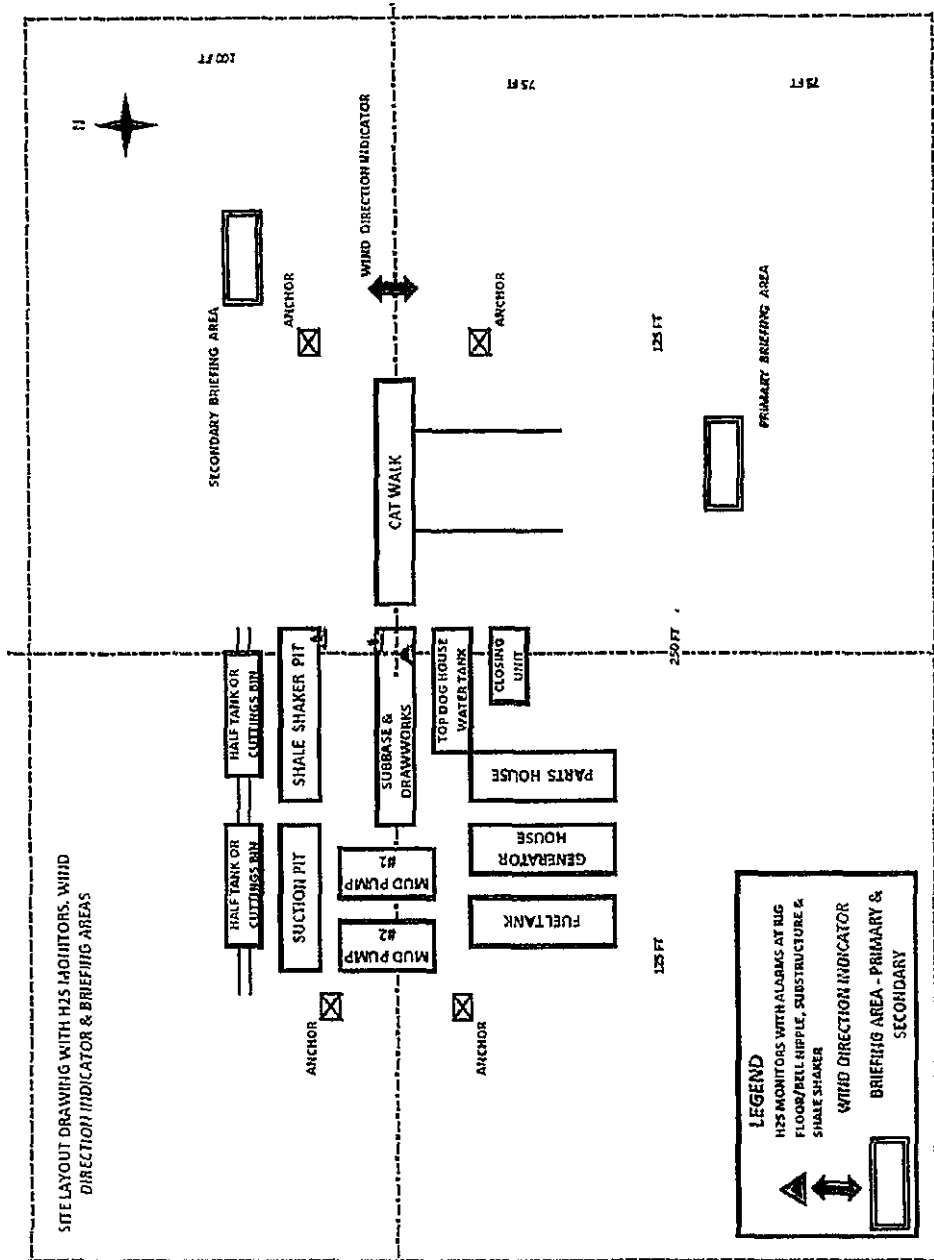 SITE LAYOUT DRAWING WITH H2S MONITORS, WIND
DIRECTION INDICATOR & BRIEFING AREAS
N
100 FT
SECONDARY BRIEFING AREA
HALF TANK OR
CUTTINGS BIN
HALF TANK OR
CUTTINGS BIN
ANCHOR
SUCTION PIT
SHALE SHAKER PIT
ANCHOR
WIND DIRECTION INDICATOR
MUD PUMP
#2
MUD PUMP
#1
SUBBASE &
DRAWWORKS
CAT WALK
ANCHOR
TOP DOG HOUSE
WATER TANK
ANCHOR
75 FT
FUEL TANK
GENERATOR
HOUSE
PARTS HOUSE
CLOSING
UNIT
125 FT
250 FT
125 FT
PRIMARY BRIEFING AREA
75 FT
LEGEND
H2S MONITORS WITH ALARMS AT RIG
FLOOR/BELL NIPPLE, SUBSTRUCTURE &
SHALE SHAKER
WIND DIRECTION INDICATOR
BRIEFING AREA - PRIMARY &
SECONDARY